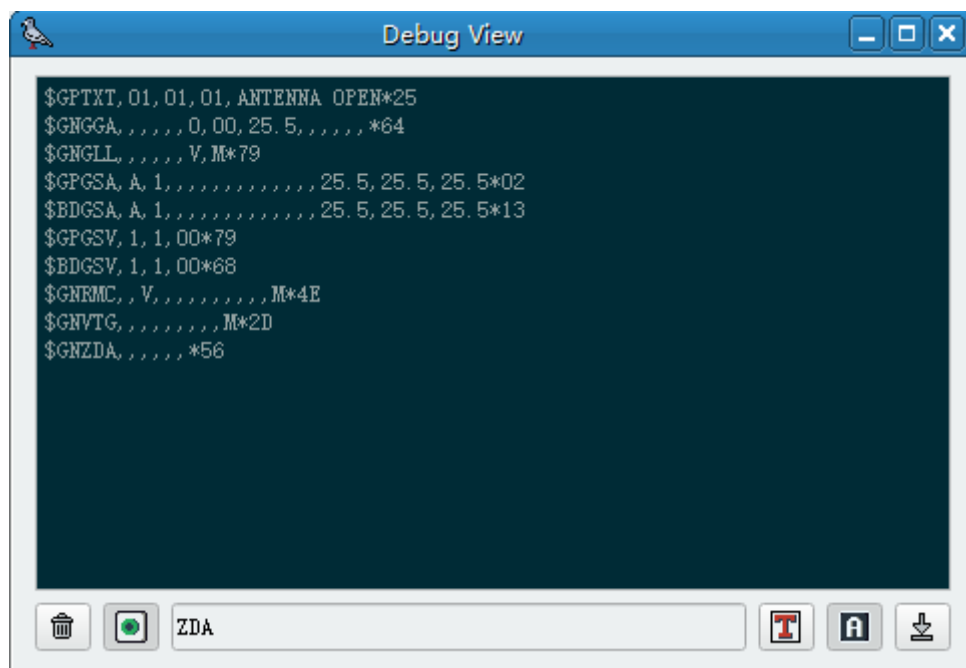 Debug View
$GPTXT,01,01,01,ANTENNA OPEN*25
$GNGGA,,,,,,0,00,25.5,,,,,,*64
$GNGLL,,,,,,V,M*79
$GPGSA,A,1,,,,,,,,,,,,,25.5,25.5,25.5*02
$BDGSA,A,1,,,,,,,,,,,,,25.5,25.5,25.5*13
$GPGSV,1,1,00*79
$BDGSV,1,1,00*68
$GNRMC,,V,,,,,,,,,,M*4E
$GNVTG,,,,,,,,,M*2D
$GNZDA,,,,,,*56
ZDA
T A